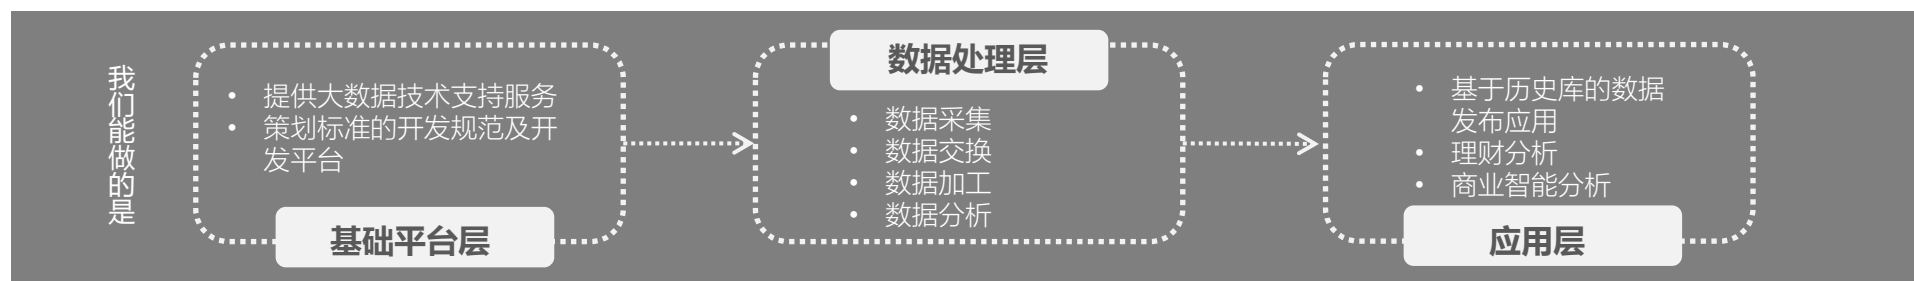 我们能做的是
• 提供大数据技术支持服务
• 策划标准的开发规范及开
发平台
基础平台层
数据处理层
• 数据采集
• 数据交换
• 数据加工
• 数据分析
• 基于历史库的数据
发布应用
• 理财分析
• 商业智能分析
应用层